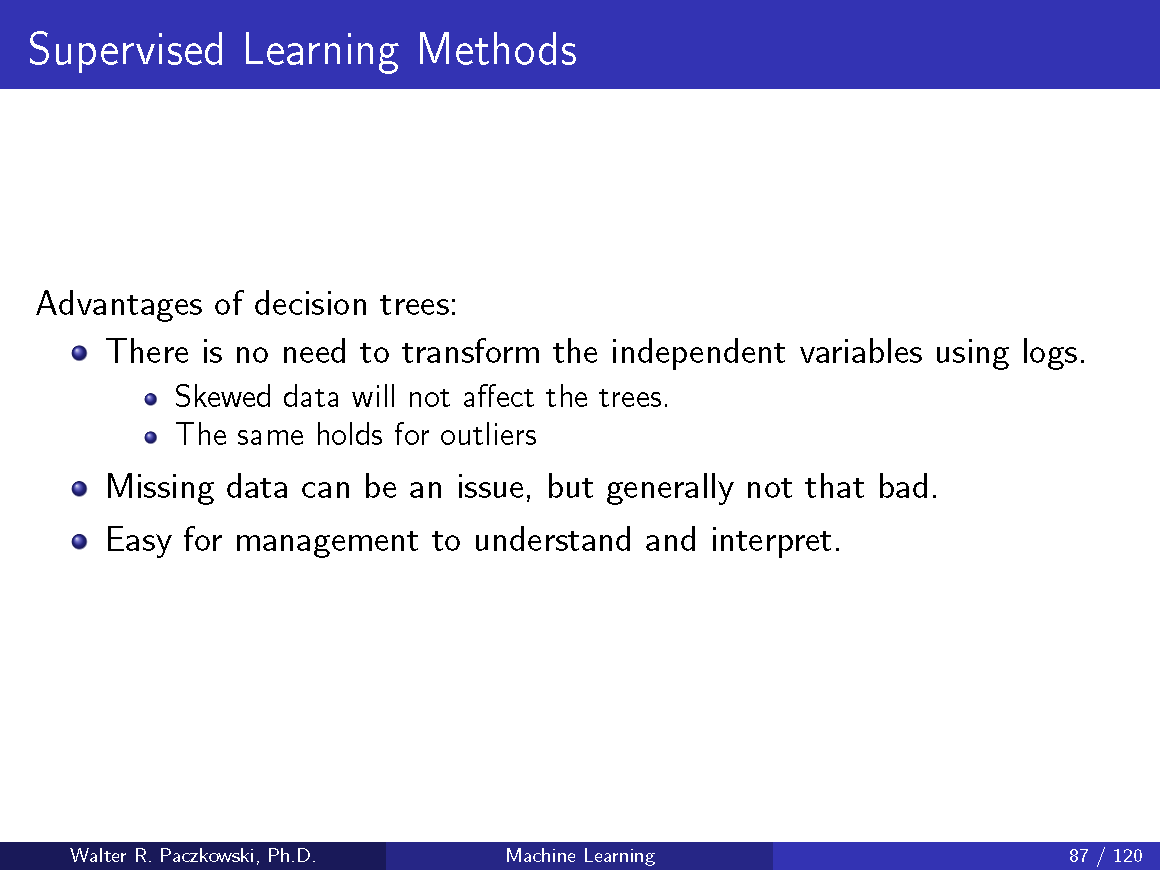 Supervised Learning Methods
Advantages of decision trees:
There is no need to transform the independent variables using logs.
Skewed data will not affect the trees.
The same holds for outliers
Missing data can be an issue, but generally not that bad.
Easy for management to understand and interpret.
Walter R. Paczkowski, Ph.D. Machine Learning 87 / 120